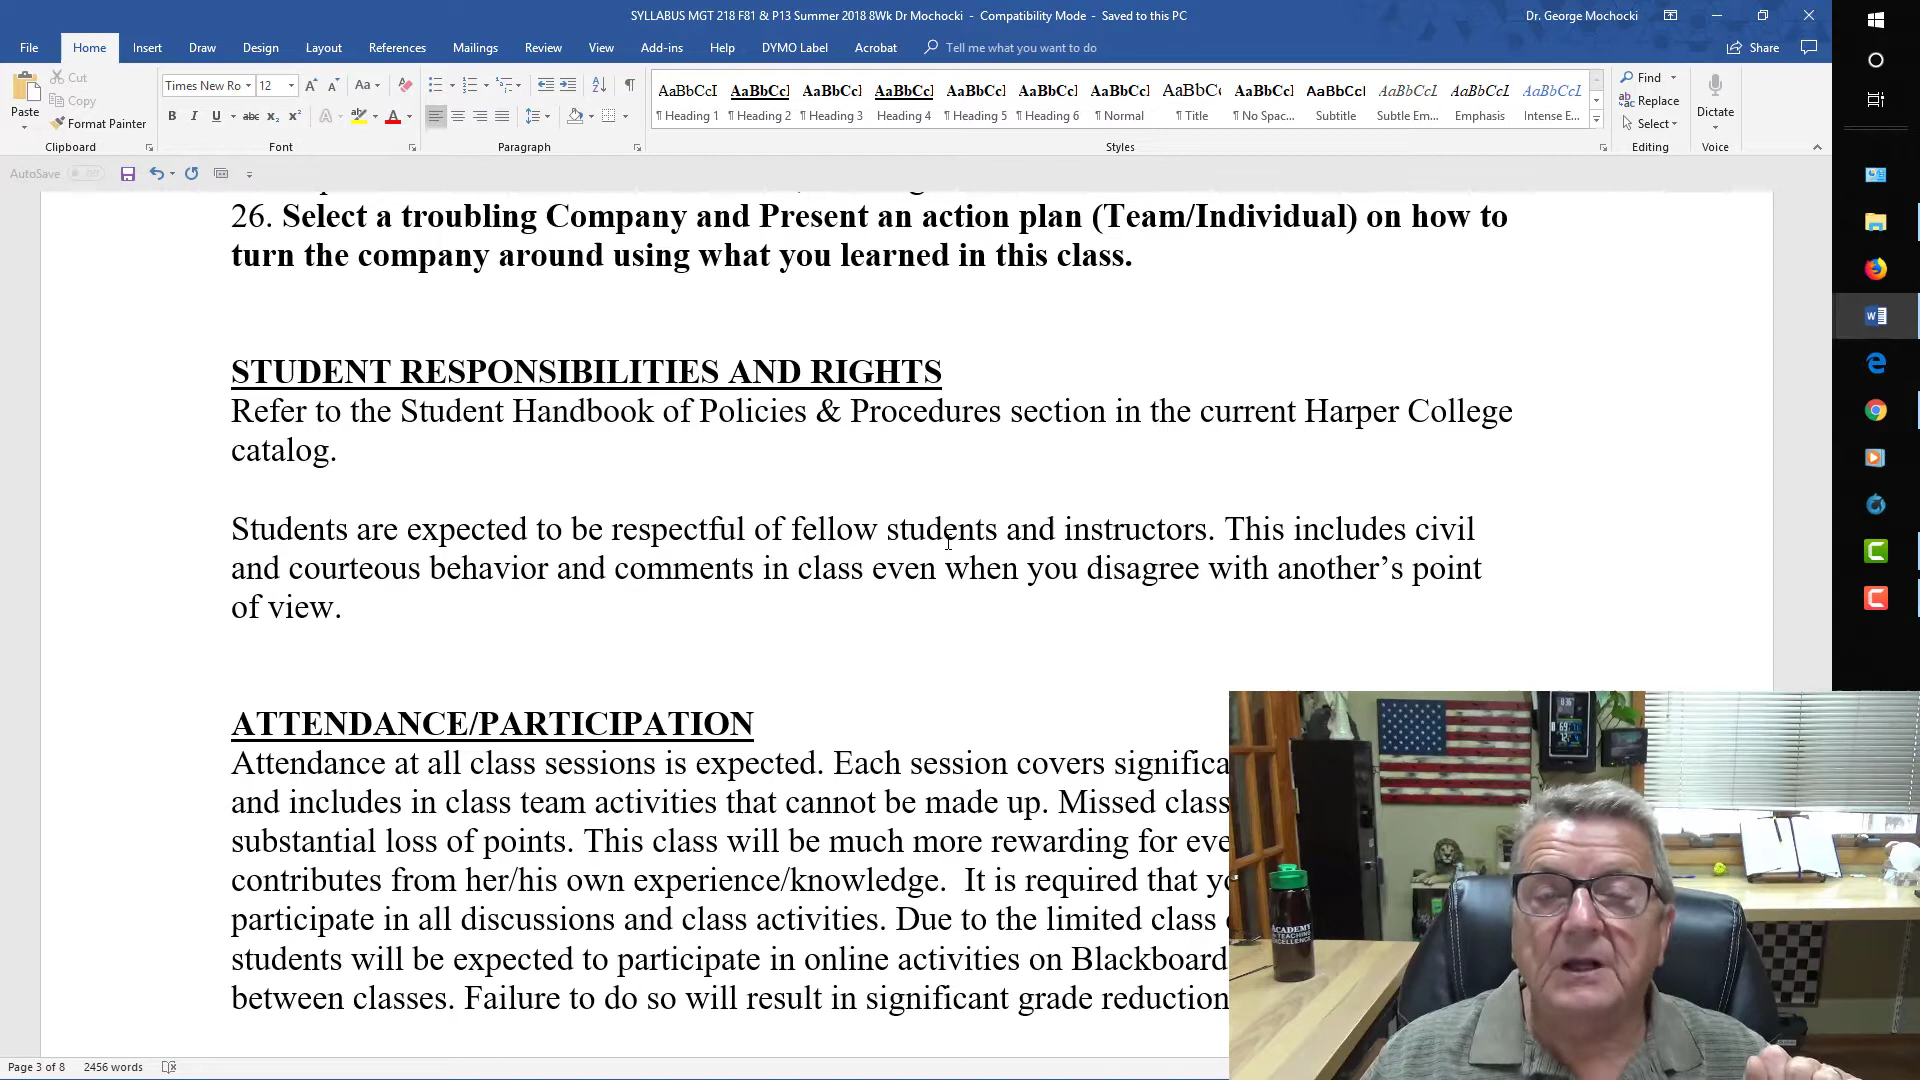 SYLLABUS MGT 218 F81 & P13 Summer 2018 8Wk Dr Mochocki - Compatibility Mode - Saved to this PC
Dr. George Mochocki
File Home Insert Draw Design Layout References Mailings Review View Add-ins Help DYMO Label Acrobat Tell me what you want to do Share
Paste
Cut
Copy
Format Painter
Times New Ro 12
AaBbCcI AaBbCcI AaBbCcI AaBbCcI AaBbCcI AaBbCcI AaBbCcI AaBbCc AaBbCcI AaBbCcI AaBbCcL AaBbCcL AaBbCcL
¶ Heading 1 ¶ Heading 2 ¶ Heading 3 Heading 4 ¶ Heading 5 ¶ Heading 6 ¶ Normal ¶ Title ¶ No Spac... Subtitle Subtle Em... Emphasis Intense E...
Find
Replace
Select
Dictate
Clipboard Font Paragraph Styles Editing Voice
AutoSave Off
26. Select a troubling Company and Present an action plan (Team/Individual) on how to
turn the company around using what you learned in this class.
STUDENT RESPONSIBILITIES AND RIGHTS
Refer to the Student Handbook of Policies & Procedures section in the current Harper College
catalog.
Students are expected to be respectful of fellow students and instructors. This includes civil
and courteous behavior and comments in class even when you disagree with another’s point
of view.
ATTENDANCE/PARTICIPATION
Attendance at all class sessions is expected. Each session covers significa
and includes in class team activities that cannot be made up. Missed class
substantial loss of points. This class will be much more rewarding for eve
contributes from her/his own experience/knowledge.  It is required that yo
participate in all discussions and class activities. Due to the limited class
students will be expected to participate in online activities on Blackboard
between classes. Failure to do so will result in significant grade reduction
ACADEMY
TEACHING
EXCELLENCE
Page 3 of 8 2456 words